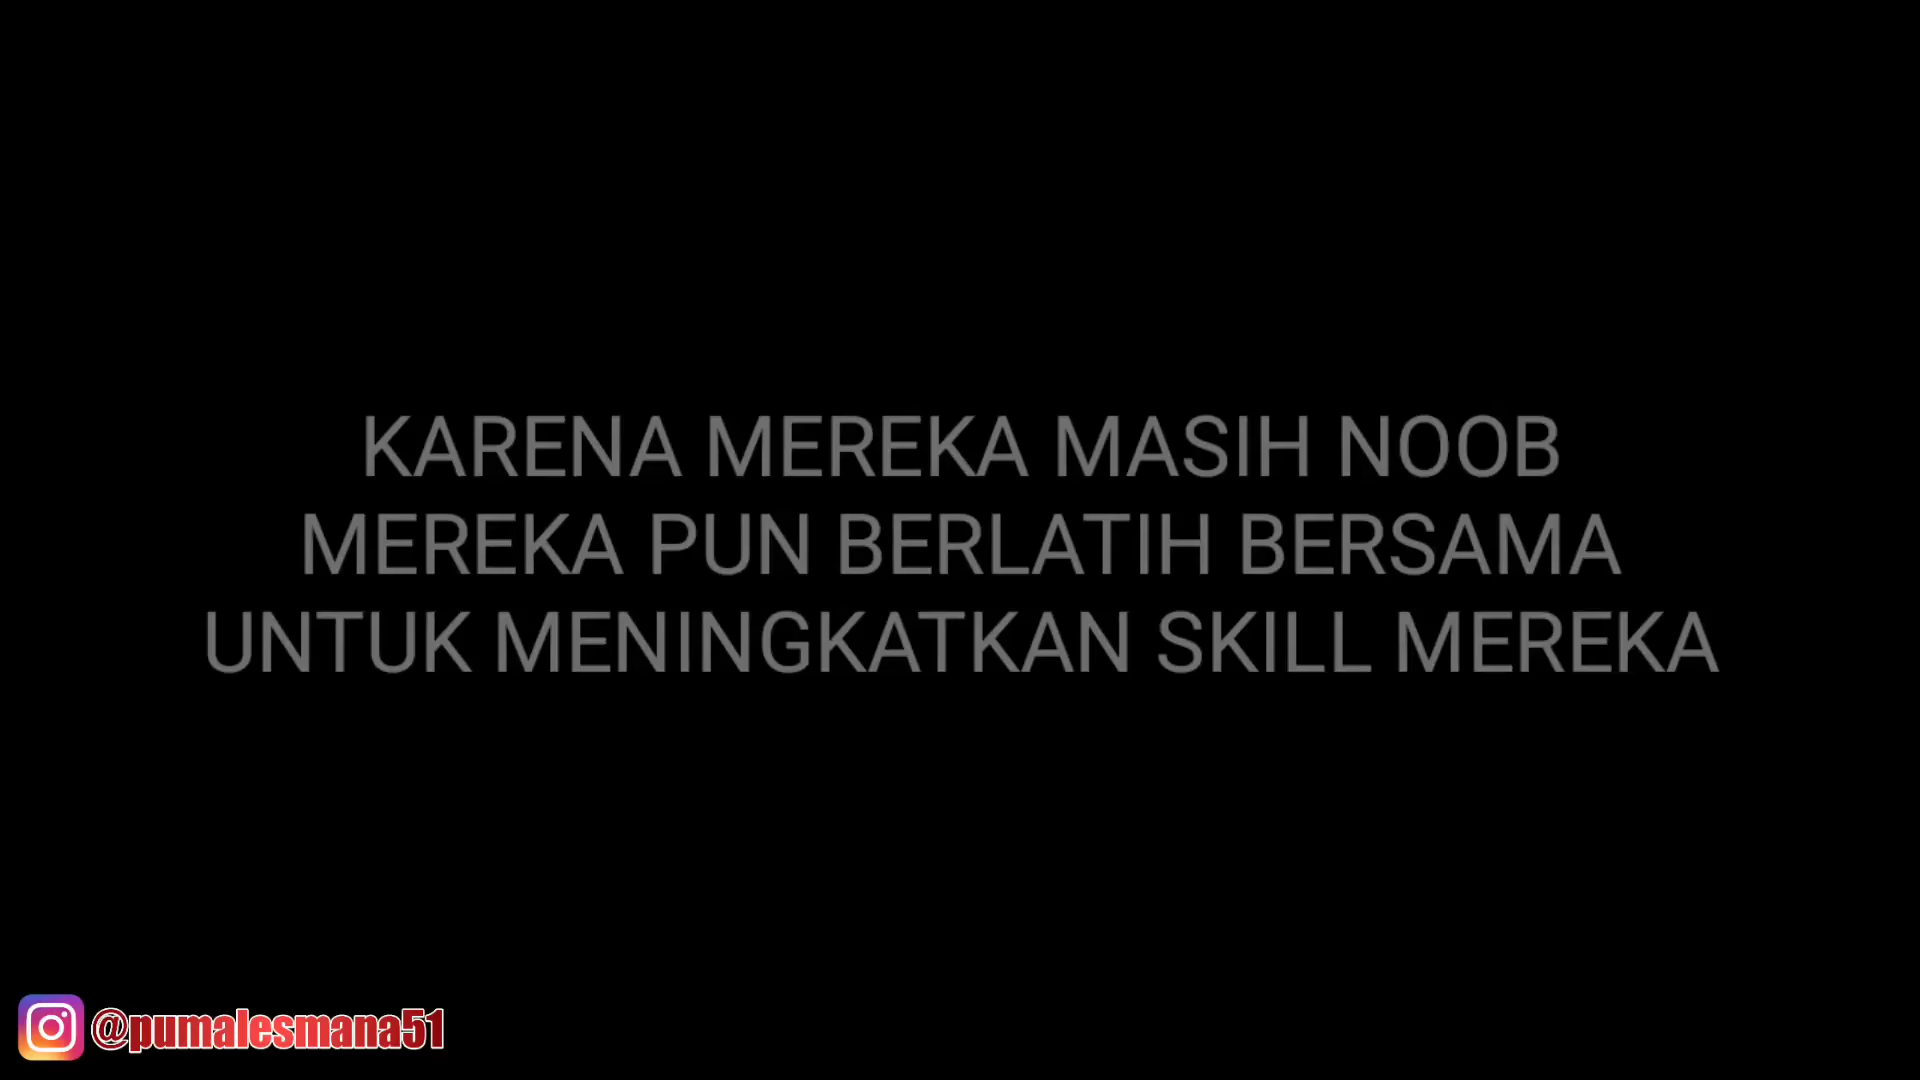 KARENA MEREKA MASIH NOOB
MEREKA PUN BERLATIH BERSAMA
UNTUK MENINGKATKAN SKILL MEREKA
@pumalesmana51